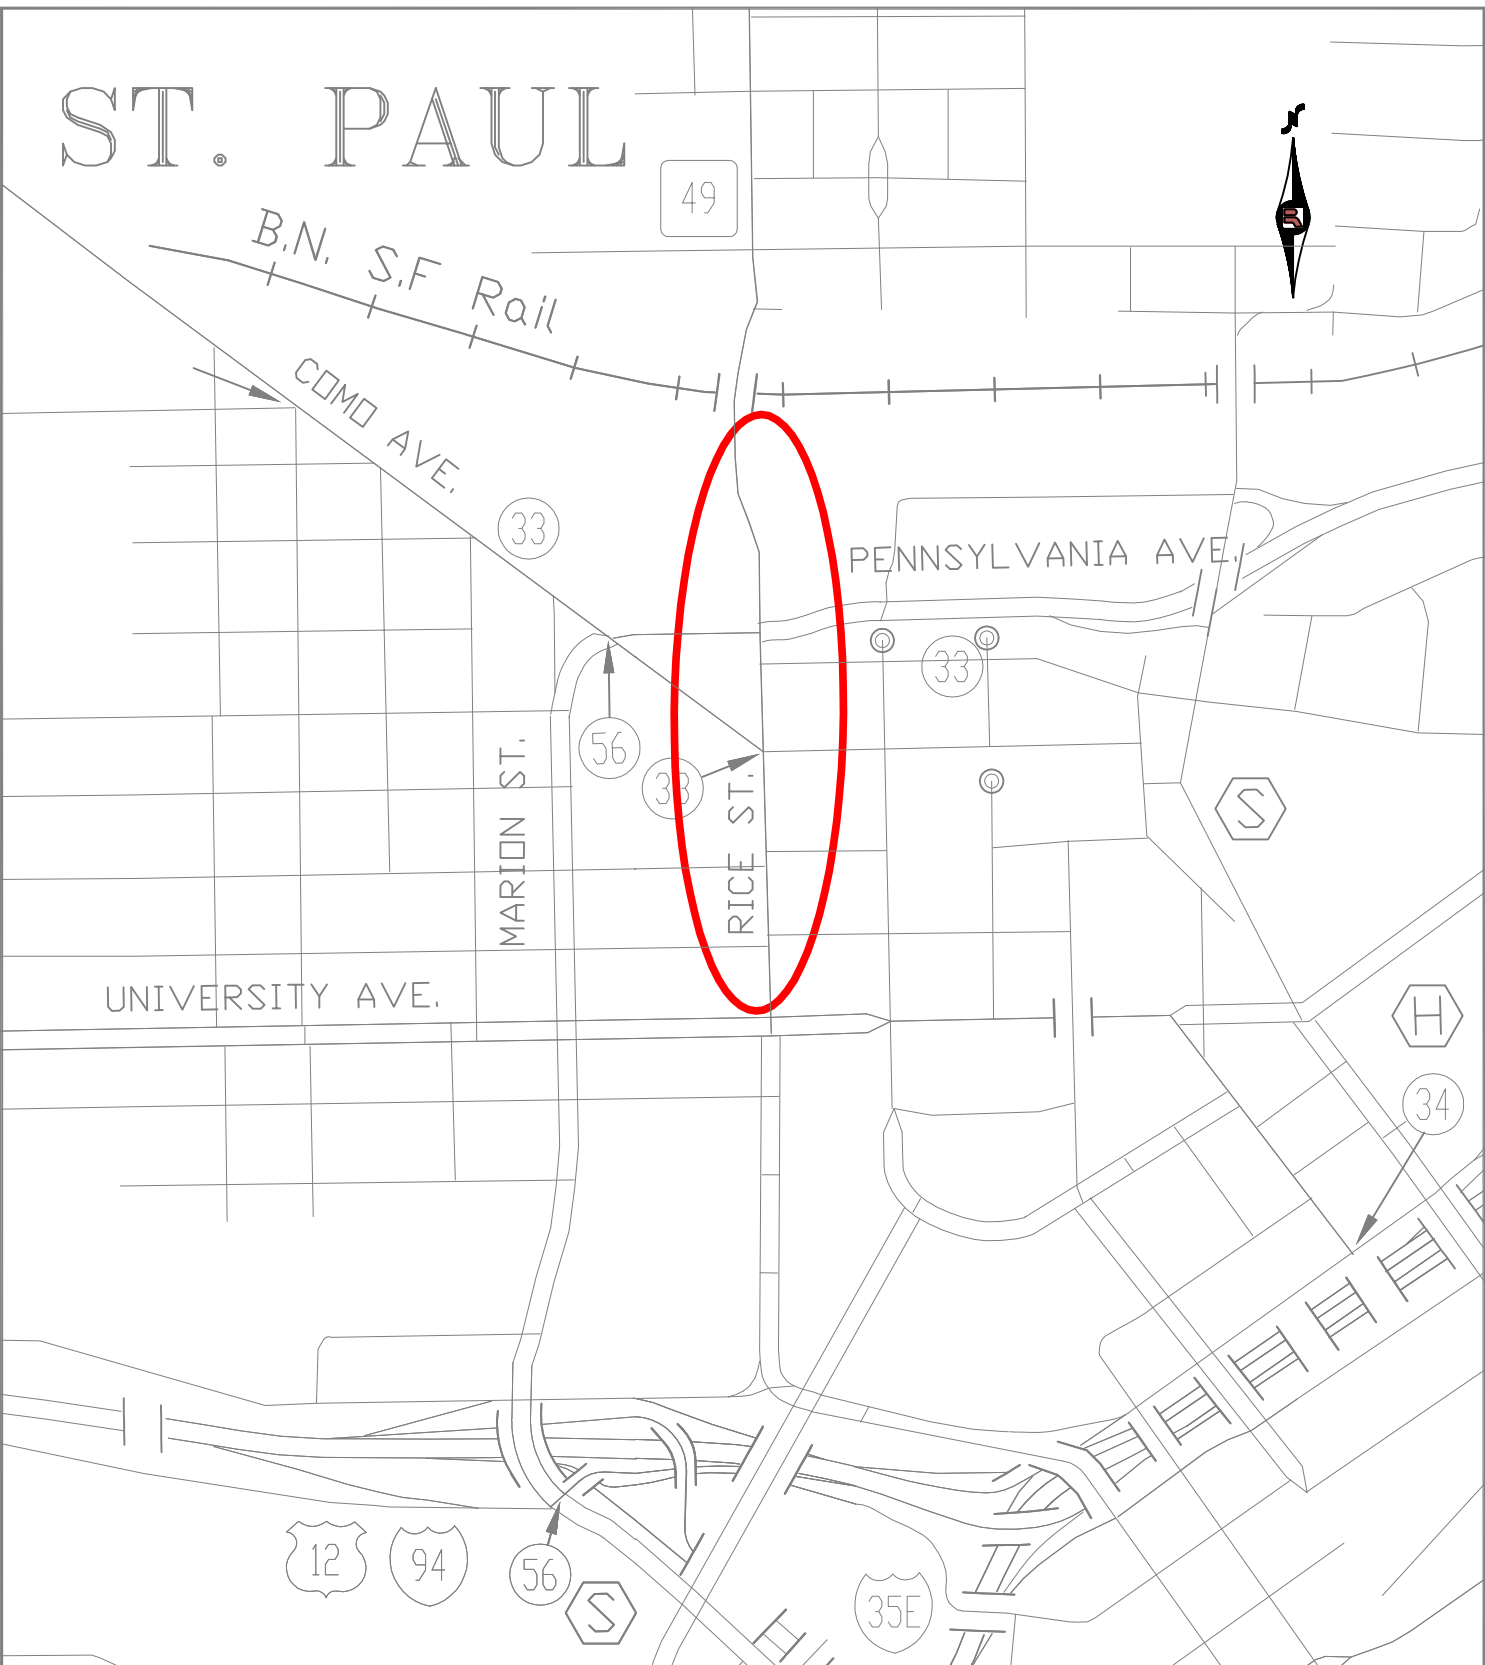 ST. PAUL
N
49
R
B.N. S.F Rail
COMO AVE.
33
PENNSYLVANIA AVE.
33
56
33
MARION ST.
RICE ST.
S
UNIVERSITY AVE.
H
34
12
94
56
S
35E